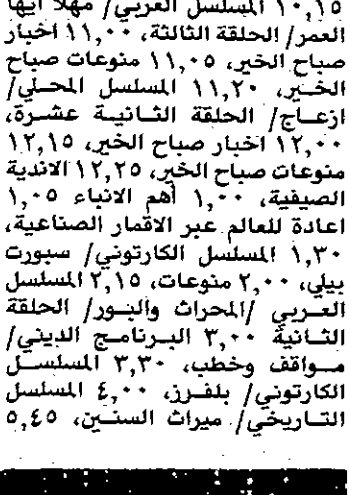 ١٠,١٥ المسلسل العربي/ مهلا ايها
العمر/ الحلقة الثالثة، ١١,٠٠ اخبار
صباح الخير، ١١,٠٥ منوعات صباح
الخير، ١١,٢٠ المسلسل المحلي/
ازعاج/ الحلقة الثانية عشرة،
١٢,٠٠ اخبار صباح الخير، ١٢,١٥
منوعات صباح الخير، ١٢,٢٥ الاندية
الصيفية، ١,٠٠ أهم الانباء ١,٠٥
اعادة للعالم عبر الاقمار الصناعية،
١,٣٠ المسلسل الكارتوني/ سبورت
بيلي، ٢,٠٠ منوعات، ٢,١٥ المسلسل
العربي /المحراث والبور/ الحلقة
الثانية ٣,٠٠ البرنامج الديني/
مواقف وخطب، ٣,٣٠ المسلسل
الكارتوني/ بلفرز، ٤,٠٠ المسلسل
التاريخي/ ميراث السنين، ٥,٤٥